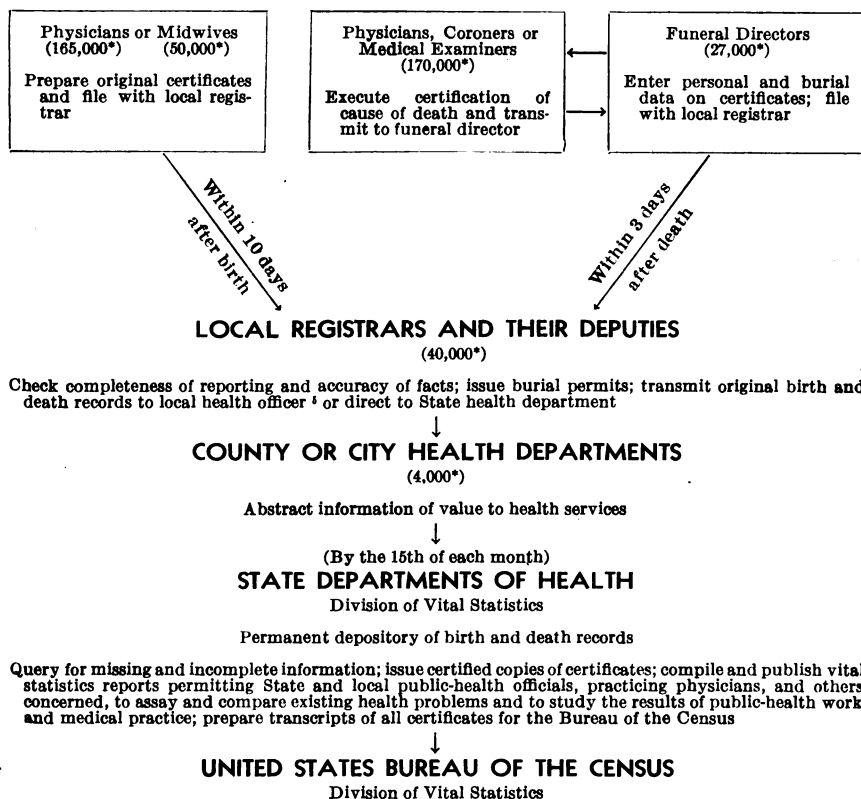 Physicians or Midwives
(165,000*) (50,000*)
Prepare original certificates
and file with local regis-
trar
Physicians, Coroners or
Medical Examiners
(170,000*)
Execute certification of
cause of death and trans-
mit to funeral director
Funeral Directors
(27,000*)
Enter personal and burial
data on certificates; file
with local registrar
Within 10 days
after birth
Within 3 days
after death
LOCAL REGISTRARS AND THEIR DEPUTIES
(40,000*)
Check completeness of reporting and accuracy of facts; issue burial permits; transmit original birth and
death records to local health officer ⁵ or direct to State health department
COUNTY OR CITY HEALTH DEPARTMENTS
(4,000*)
Abstract information of value to health services
(By the 15th of each month)
STATE DEPARTMENTS OF HEALTH
Division of Vital Statistics
Permanent depository of birth and death records
Query for missing and incomplete information; issue certified copies of certificates; compile and publish vital
statistics reports permitting State and local public-health officials, practicing physicians, and others
concerned, to assay and compare existing health problems and to study the results of public-health work
and medical practice; prepare transcripts of all certificates for the Bureau of the Census
UNITED STATES BUREAU OF THE CENSUS
Division of Vital Statistics